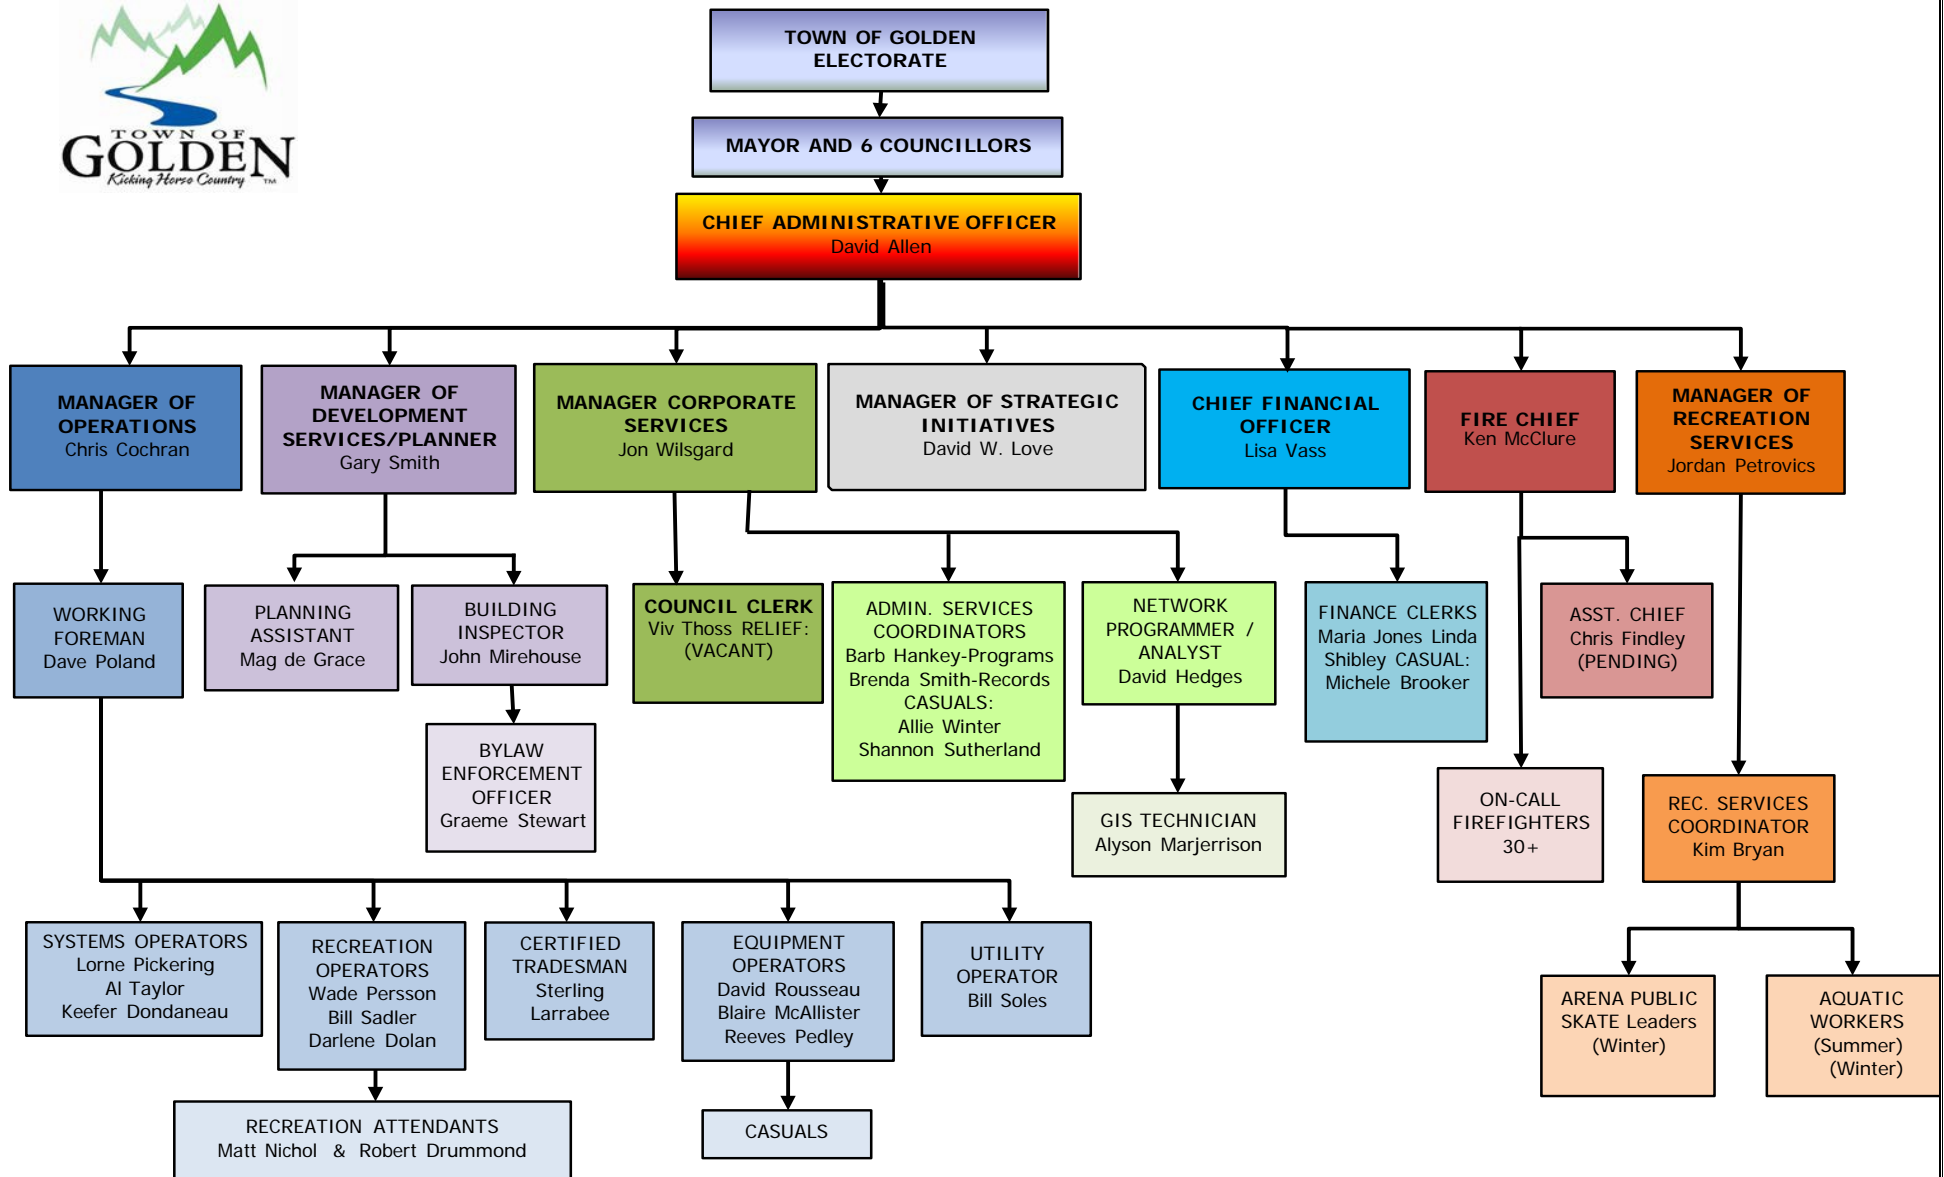 TOWN OF
GOLDEN
Kicking Horse Country ™
TOWN OF GOLDEN
ELECTORATE
MAYOR AND 6 COUNCILLORS
CHIEF ADMINISTRATIVE OFFICER
David Allen
MANAGER OF
OPERATIONS
Chris Cochran
MANAGER OF
DEVELOPMENT
SERVICES/PLANNER
Gary Smith
MANAGER CORPORATE
SERVICES
Jon Wilsgard
MANAGER OF STRATEGIC
INITIATIVES
David W. Love
CHIEF FINANCIAL
OFFICER
Lisa Vass
FIRE CHIEF
Ken McClure
MANAGER OF
RECREATION
SERVICES
Jordan Petrovics
WORKING
FOREMAN
Dave Poland
PLANNING
ASSISTANT
Mag de Grace
BUILDING
INSPECTOR
John Mirehouse
COUNCIL CLERK
Viv Thoss RELIEF:
(VACANT)
ADMIN. SERVICES
COORDINATORS
Barb Hankey-Programs
Brenda Smith-Records
CASUALS:
Allie Winter
Shannon Sutherland
NETWORK
PROGRAMMER /
ANALYST
David Hedges
FINANCE CLERKS
Maria Jones Linda
Shibley CASUAL:
Michele Brooker
ASST. CHIEF
Chris Findley
(PENDING)
BYLAW
ENFORCEMENT
OFFICER
Graeme Stewart
GIS TECHNICIAN
Alyson Marjerrison
ON-CALL
FIREFIGHTERS
30+
REC. SERVICES
COORDINATOR
Kim Bryan
SYSTEMS OPERATORS
Lorne Pickering
Al Taylor
Keefer Dondaneau
RECREATION
OPERATORS
Wade Persson
Bill Sadler
Darlene Dolan
CERTIFIED
TRADESMAN
Sterling
Larrabee
EQUIPMENT
OPERATORS
David Rousseau
Blaire McAllister
Reeves Pedley
UTILITY
OPERATOR
Bill Soles
ARENA PUBLIC
SKATE Leaders
(Winter)
AQUATIC
WORKERS
(Summer)
(Winter)
RECREATION ATTENDANTS
Matt Nichol & Robert Drummond
CASUALS